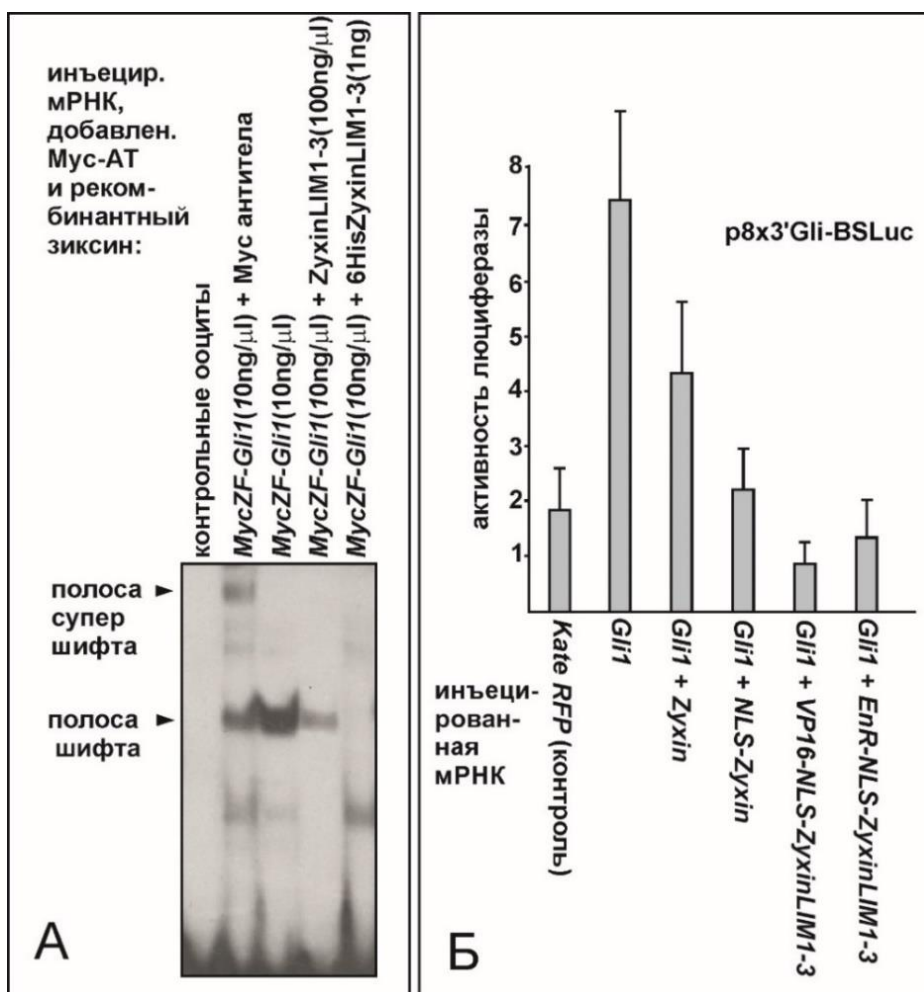 инъецир.
мРНК,
добавлен.
Мус-АТ
и реком-
бинантный
зиксин:
контрольные ооциты
MycZF-Gli1(10ng/µl) + Мус антитела
MycZF-Gli1(10ng/µl)
MycZF-Gli1(10ng/µl) + ZyxinLIM1-3(100ng/µl)
MycZF-Gli1(10ng/µl) + 6HisZyxinLIM1-3(1ng)
полоса
супер
шифта
полоса
шифта
А
активность люциферазы
8
7
6
5
4
3
2
1
p8x3'Gli-BSLuc
инъеци-
рован-
ная
мРНК
Kate RFP (контроль)
Gli1
Gli1 + Zyxin
Gli1 + NLS-Zyxin
Gli1 + VP16-NLS-ZyxinLIM1-3
Gli1 + EnR-NLS-ZyxinLIM1-3
Б